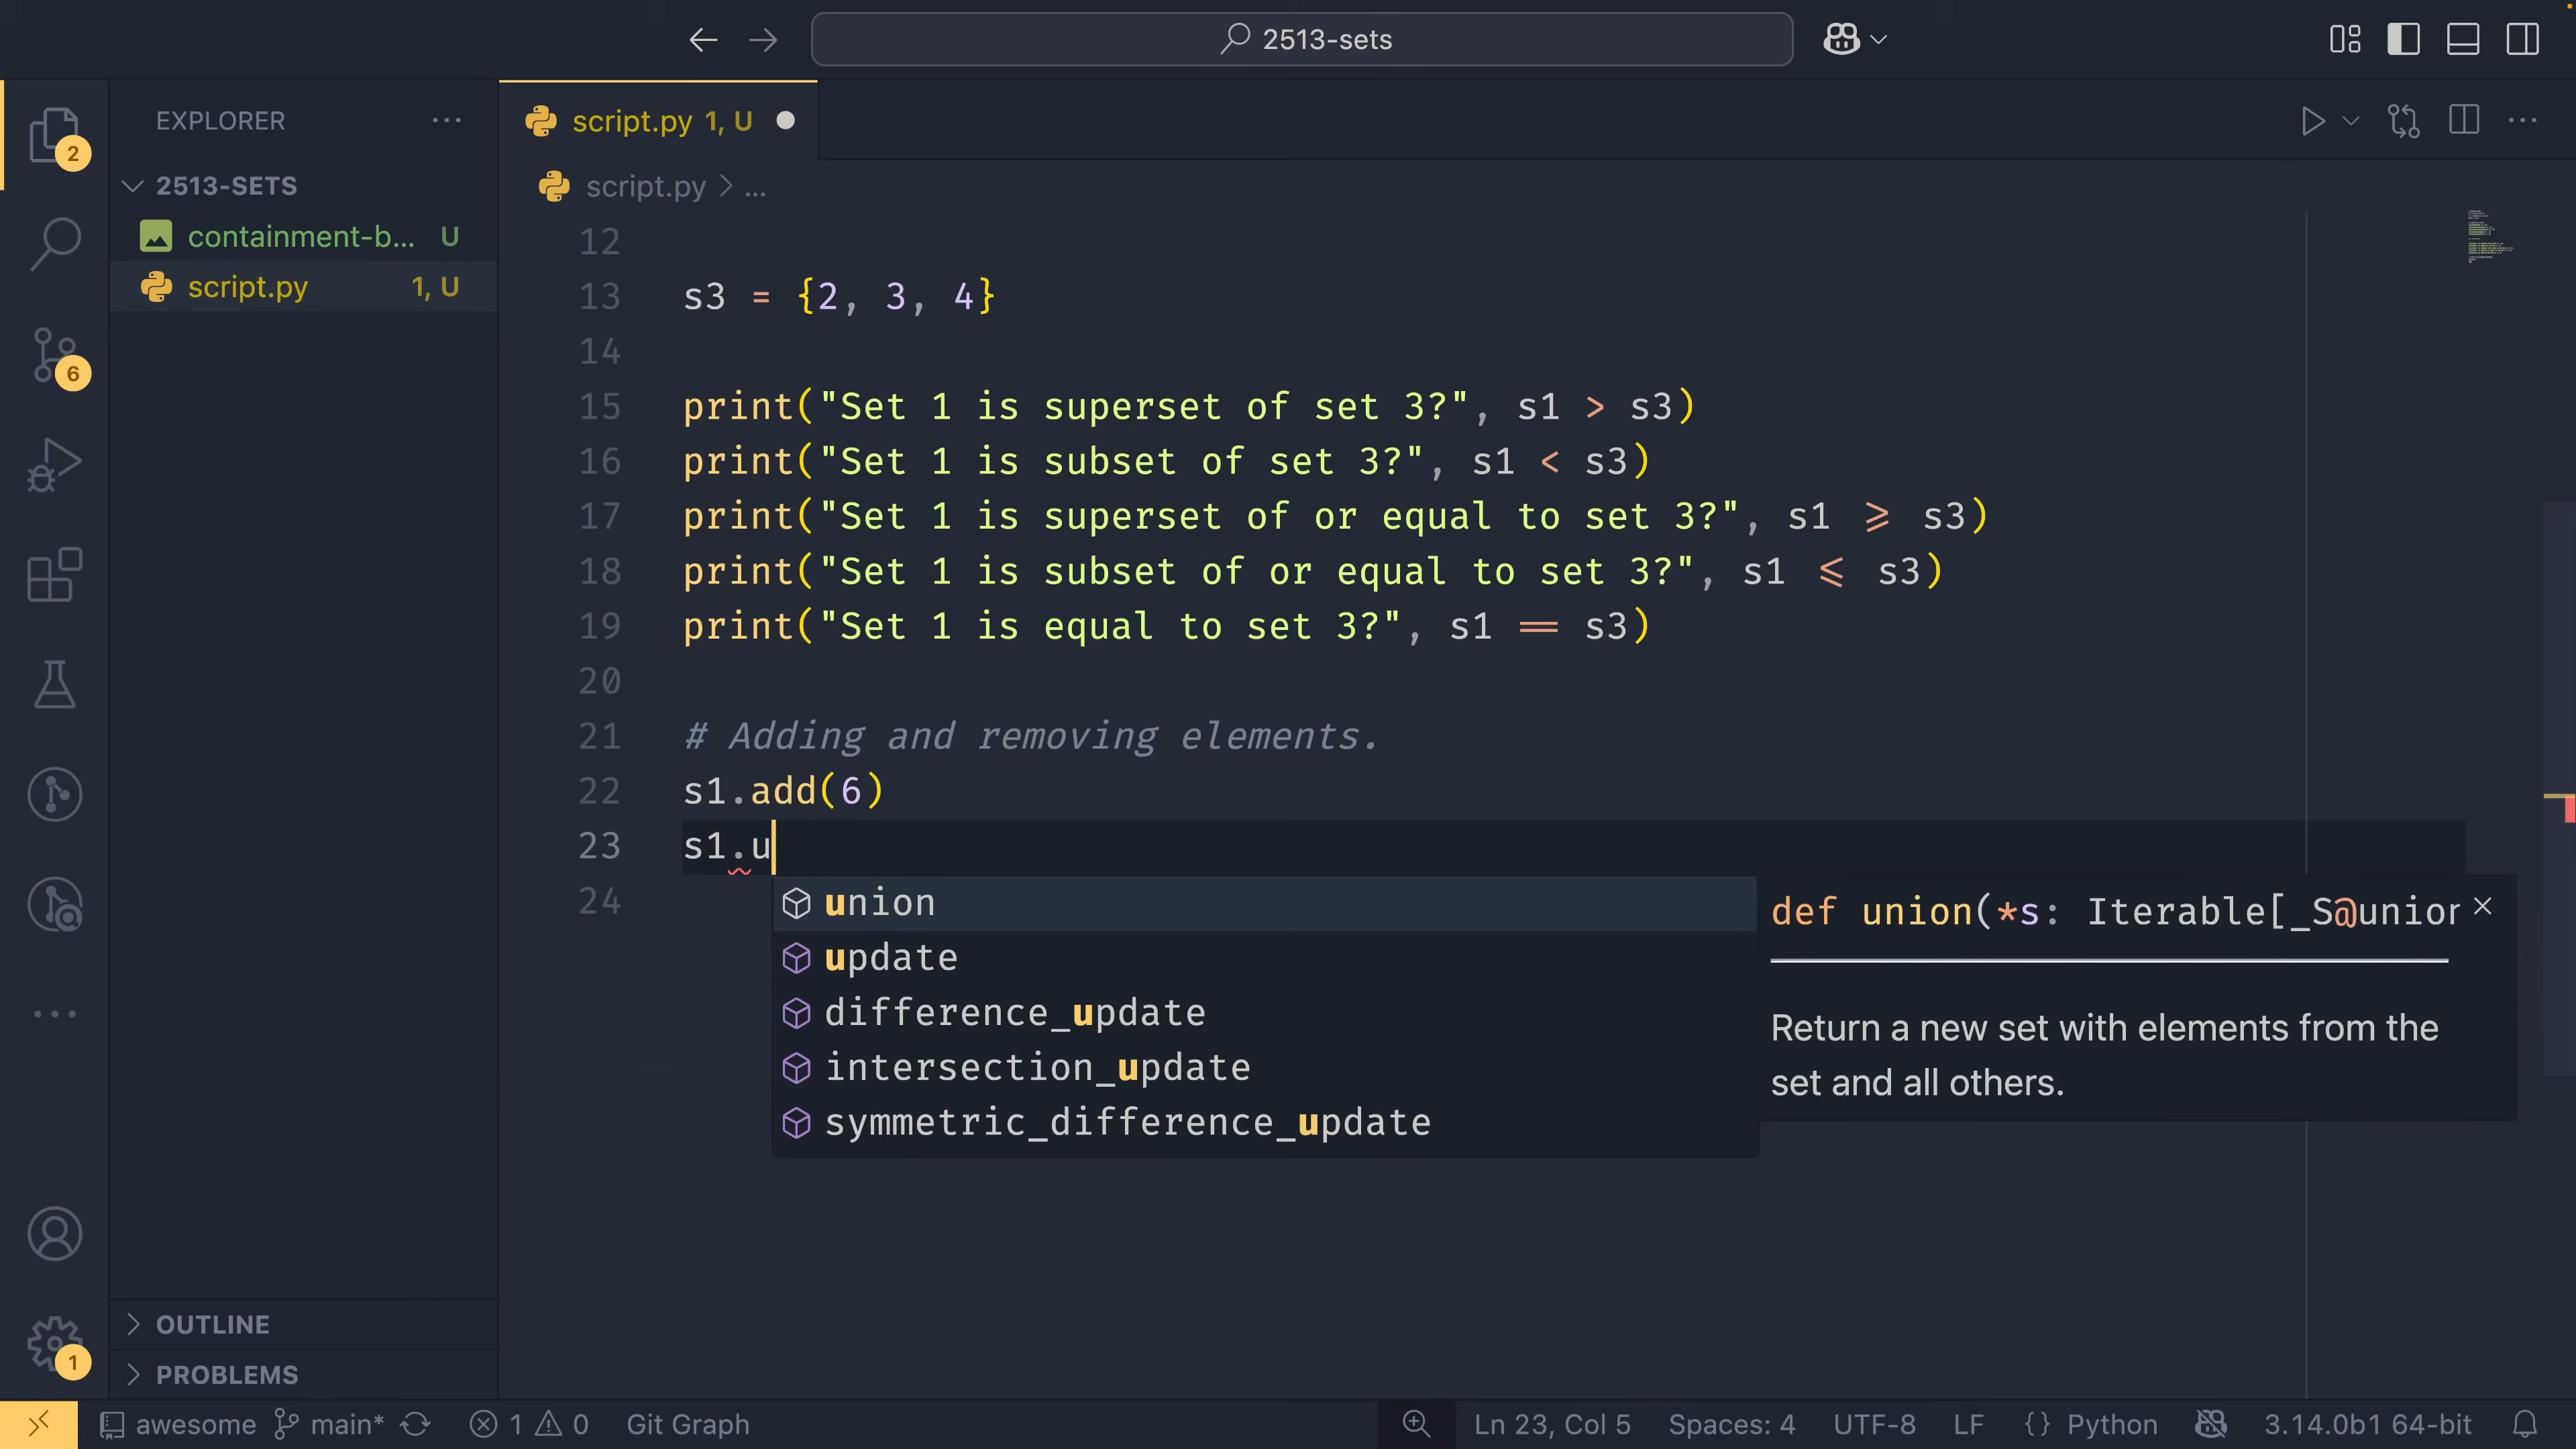 2513-sets
EXPLORER
script.py 1, U
2
2513-SETS
script.py > ...
containment-b... U
script.py 1, U
6
12
13 s3 = {2, 3, 4}
14
15 print("Set 1 is superset of set 3?", s1 > s3)
16 print("Set 1 is subset of set 3?", s1 < s3)
17 print("Set 1 is superset of or equal to set 3?", s1 >= s3)
18 print("Set 1 is subset of or equal to set 3?", s1 <= s3)
19 print("Set 1 is equal to set 3?", s1 == s3)
20
21 # Adding and removing elements.
22 s1.add(6)
23 s1.u
24
union
update
difference_update
intersection_update
symmetric_difference_update
def union(*s: Iterable[_S@union
Return a new set with elements from the
set and all others.
OUTLINE
1
PROBLEMS
awesome main* 1 0 Git Graph Ln 23, Col 5 Spaces: 4 UTF-8 LF {} Python 3.14.0b1 64-bit